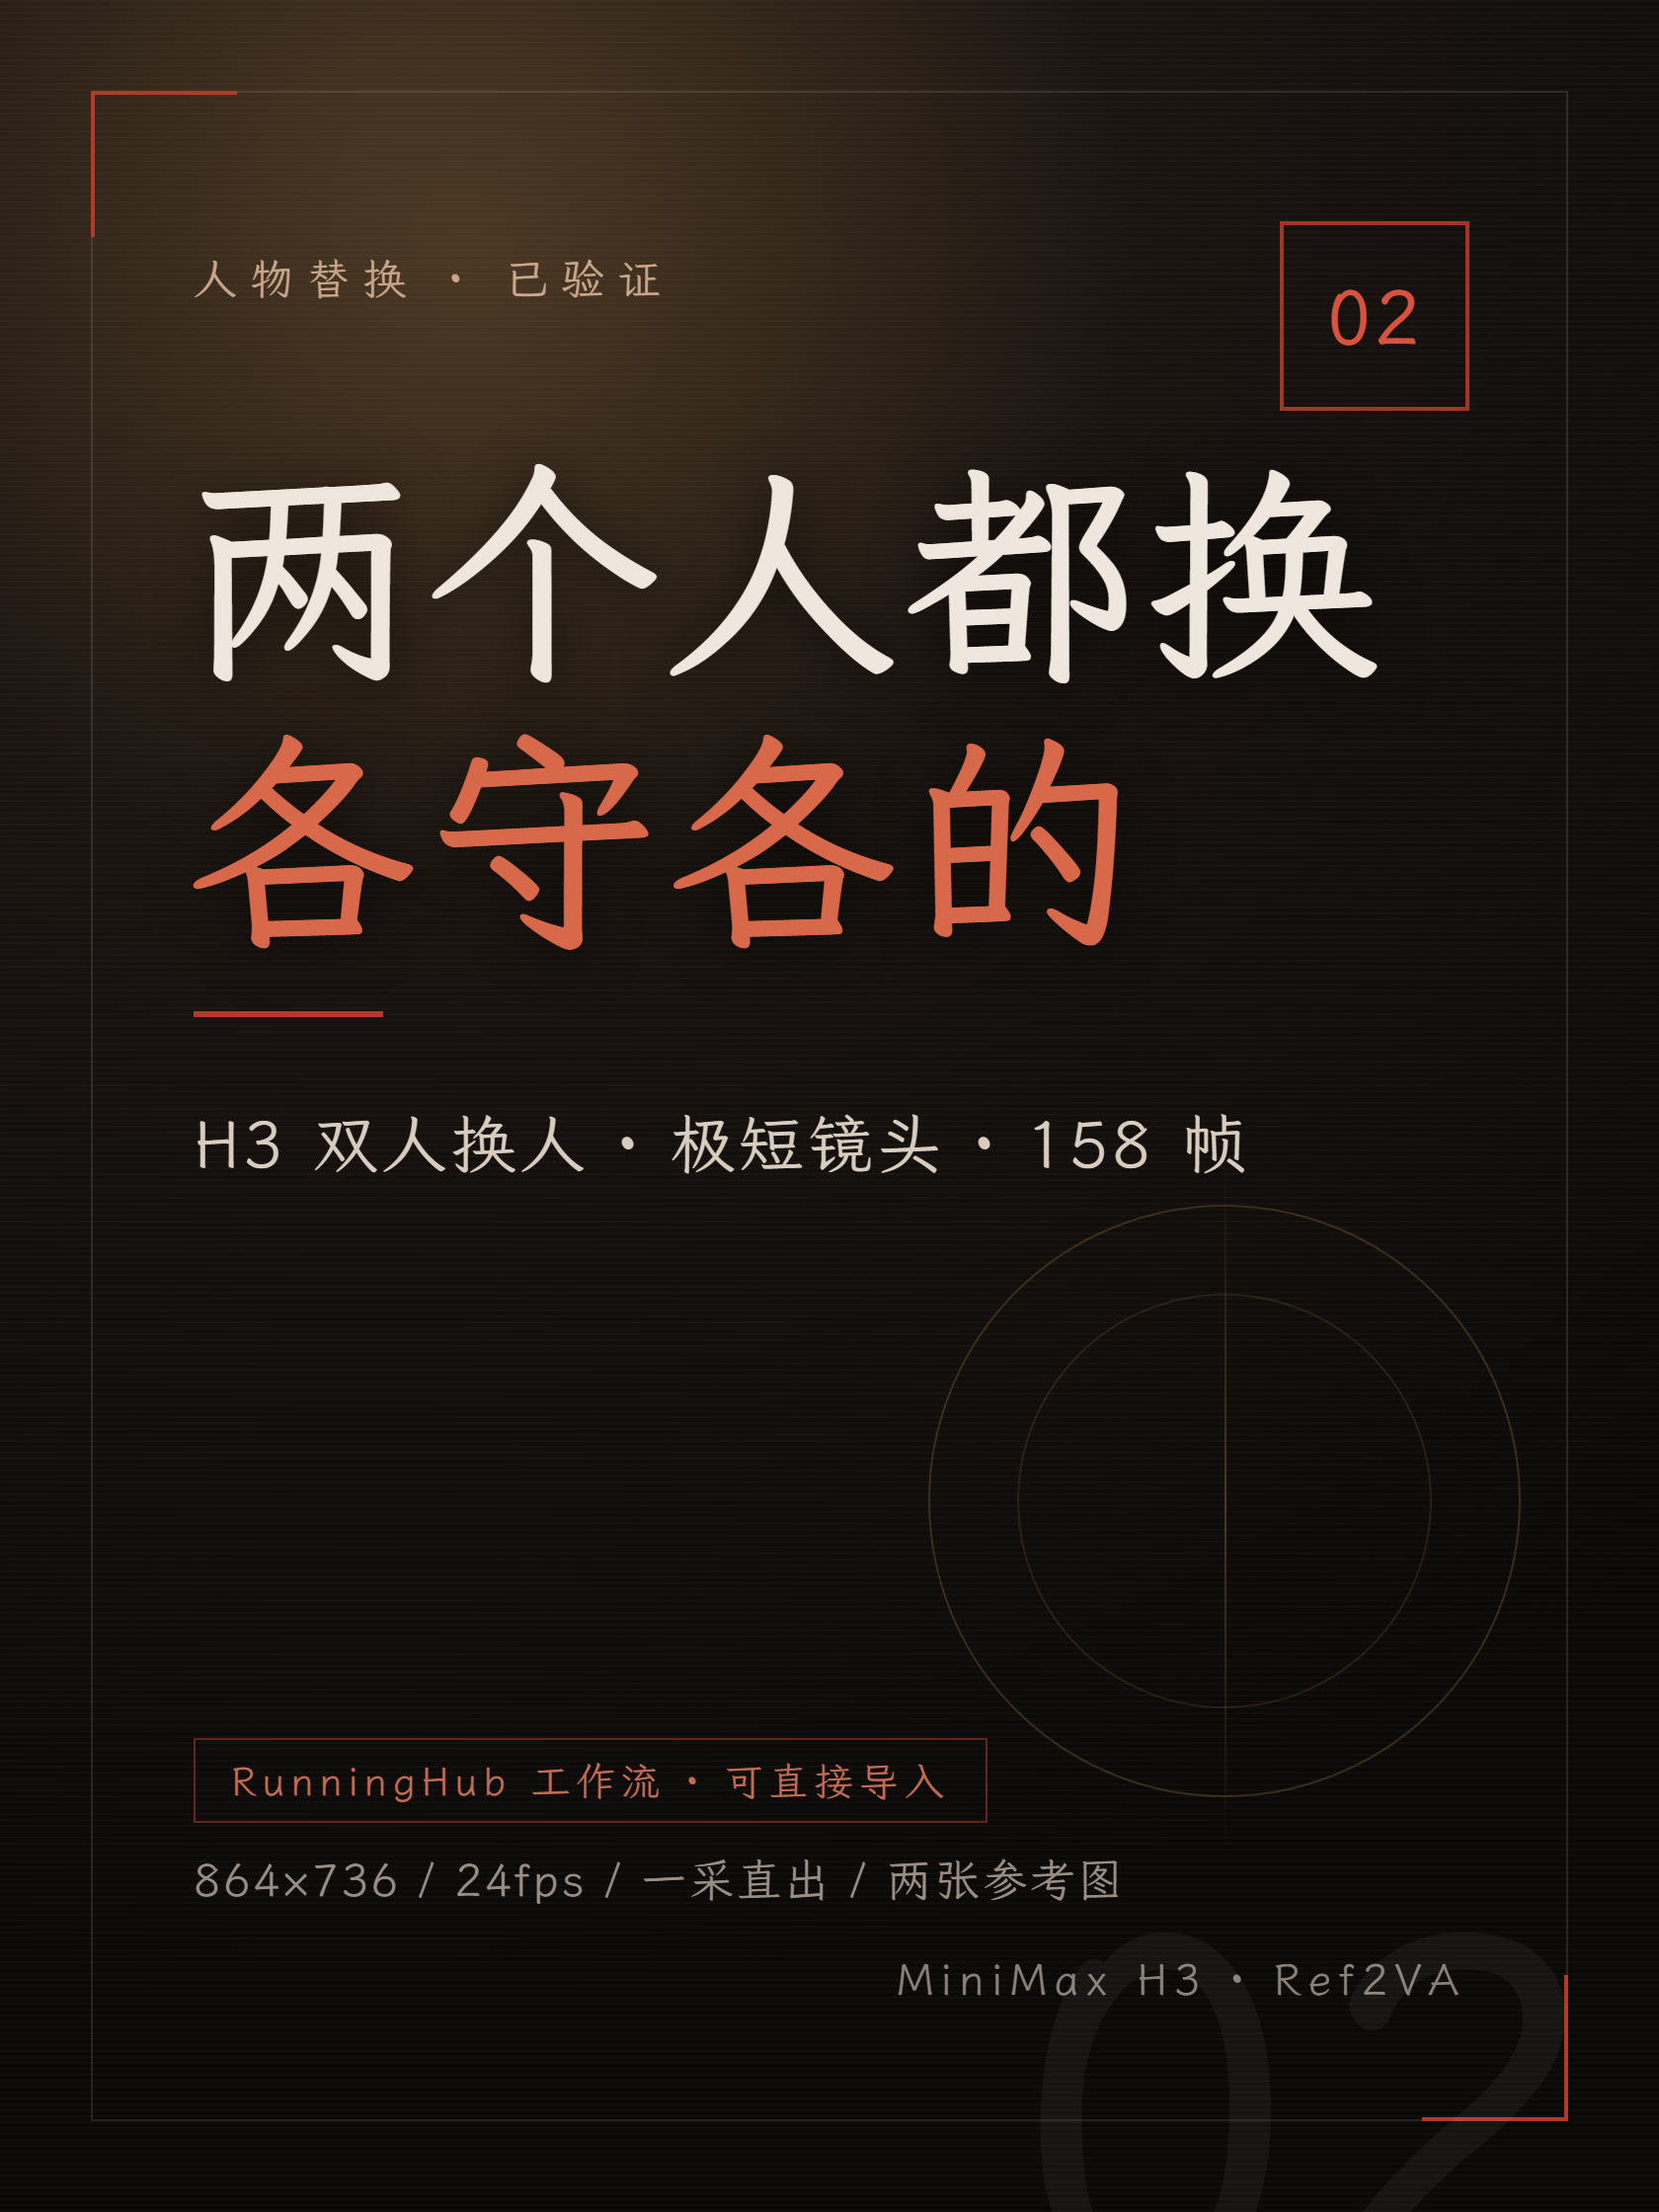 人物替换 · 已验证
02
两个人都换
各守各的
H3 双人换人 · 极短镜头 · 158 帧
RunningHub 工作流 · 可直接导入
864×736 / 24fps / 一采直出 / 两张参考图
MiniMax H3 · Ref2VA
02